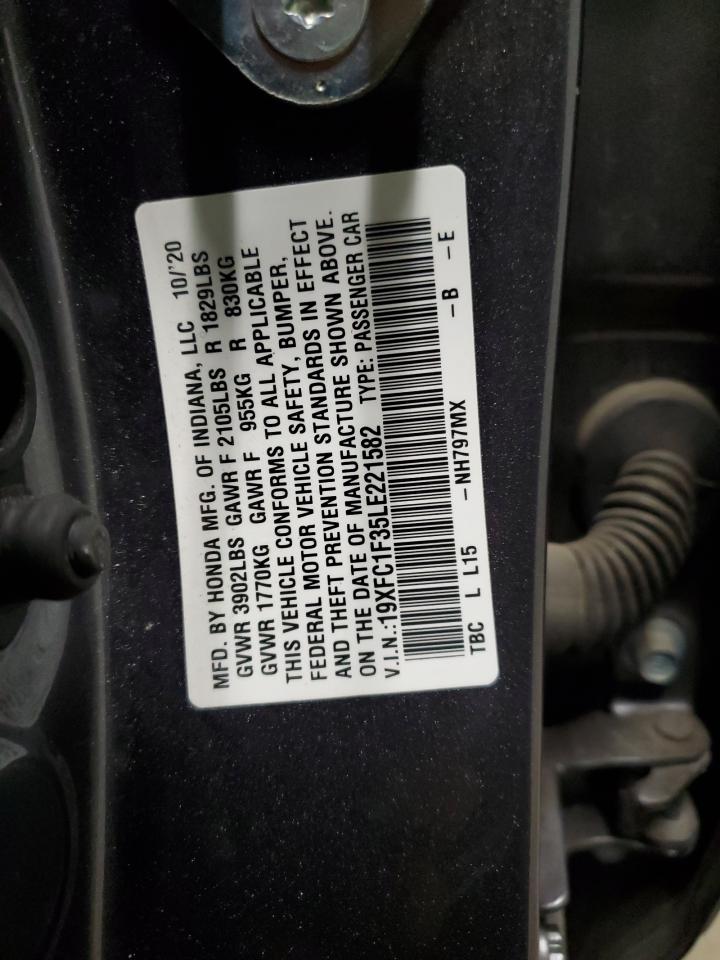 MFD. BY HONDA MFG. OF INDIANA, LLC 10/'20
GVWR 3902LBS GAWR F 2105LBS R 1829LBS
GVWR 1770KG GAWR F 955KG R 830KG
THIS VEHICLE CONFORMS TO ALL APPLICABLE
FEDERAL MOTOR VEHICLE SAFETY, BUMPER,
AND THEFT PREVENTION STANDARDS IN EFFECT
ON THE DATE OF MANUFACTURE SHOWN ABOVE.
V.I.N.:19XFC1F35LE221582 TYPE: PASSENGER CAR
TBC L L15 -NH797MX -B -E